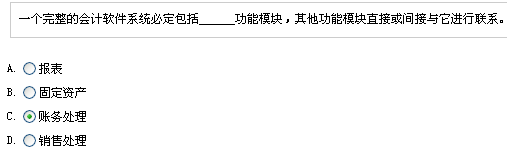 一个完整的会计软件系统必定包括______功能模块，其他功能模块直接或间接与它进行联系。
A. 报表
B. 固定资产
C. 账务处理
D. 销售处理